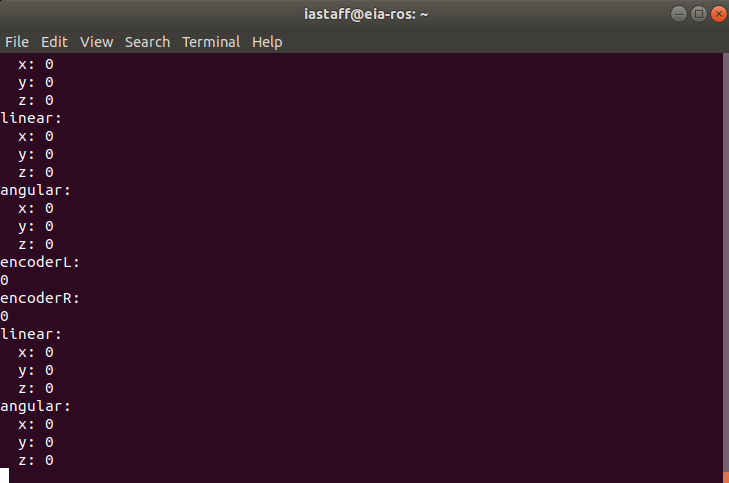 iastaff@eia-ros: ~
File Edit View Search Terminal Help
  x: 0
  y: 0
  z: 0
linear:
  x: 0
  y: 0
  z: 0
angular:
  x: 0
  y: 0
  z: 0
encoderL:
0
encoderR:
0
linear:
  x: 0
  y: 0
  z: 0
angular:
  x: 0
  y: 0
  z: 0